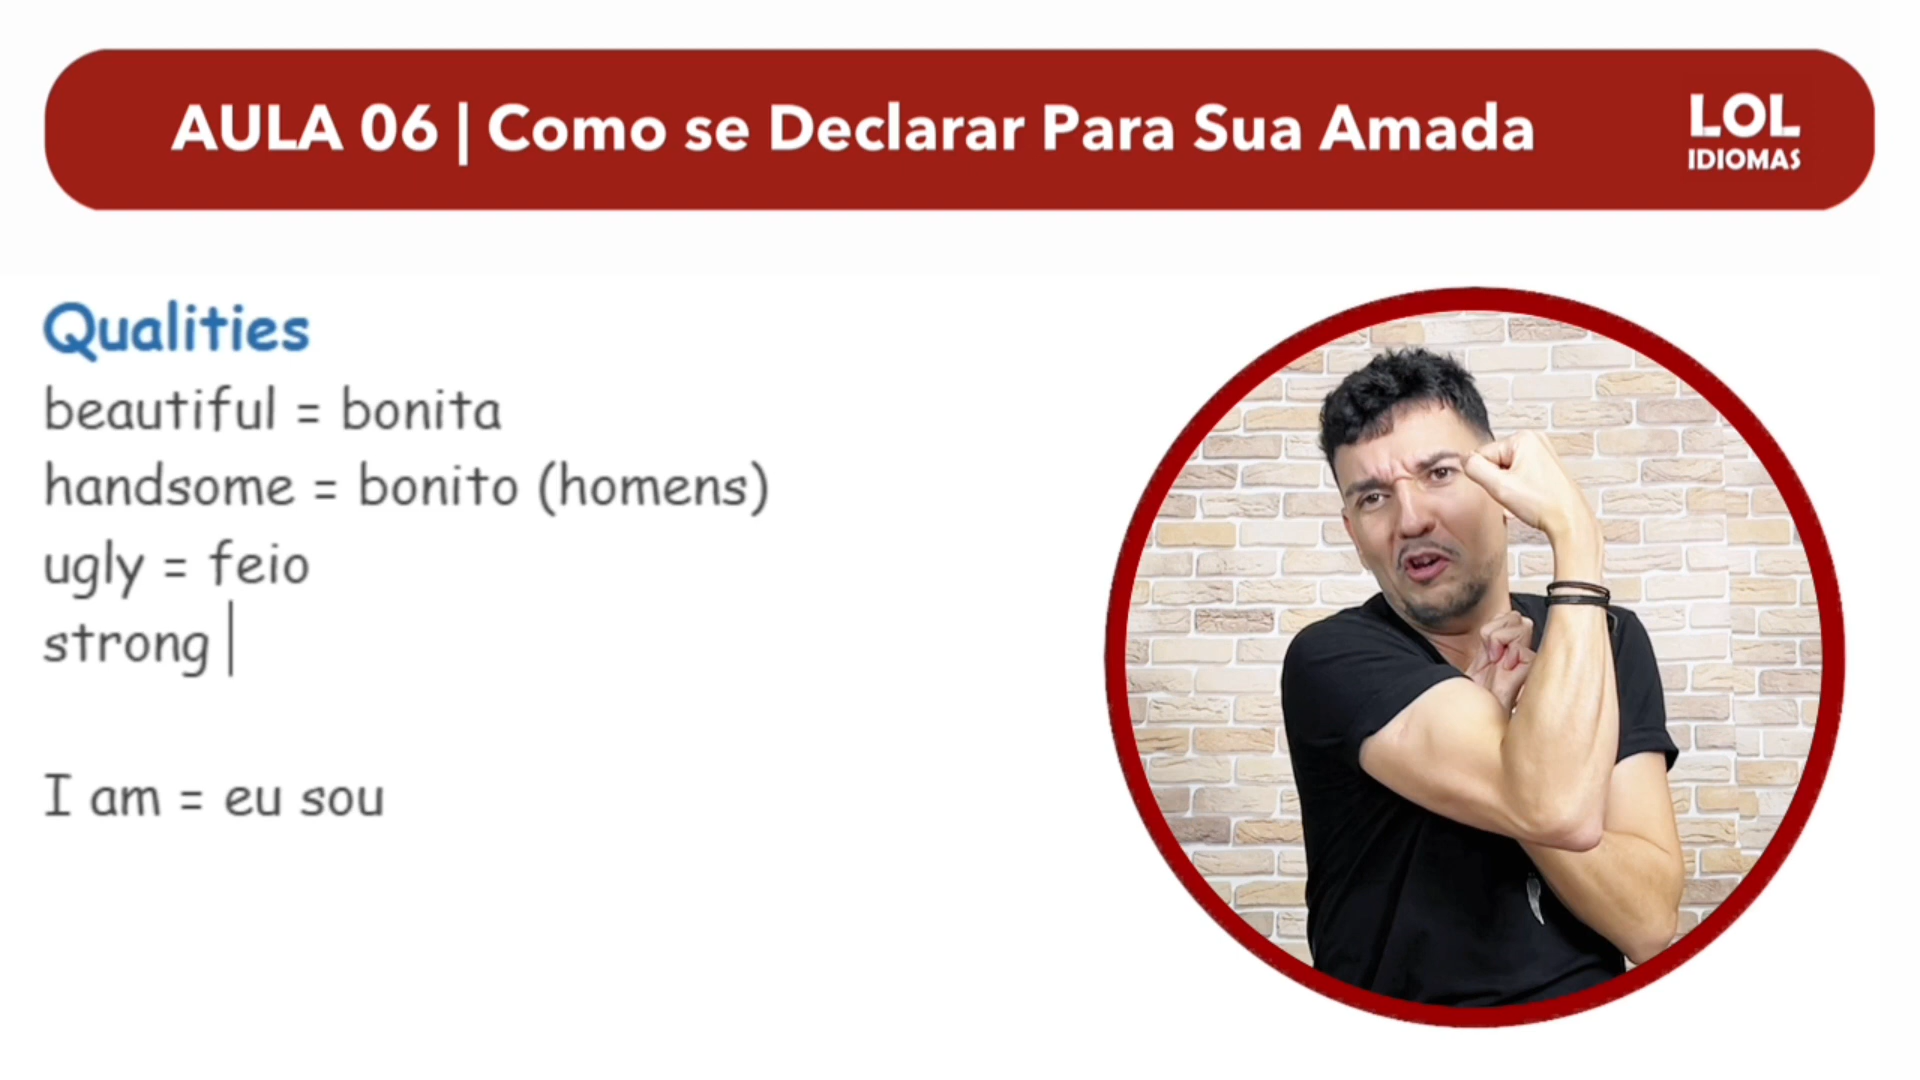 AULA 06 | Como se Declarar Para Sua Amada
LOL
IDIOMAS
Qualities
beautiful = bonita
handsome = bonito (homens)
ugly = feio
strong
I am = eu sou